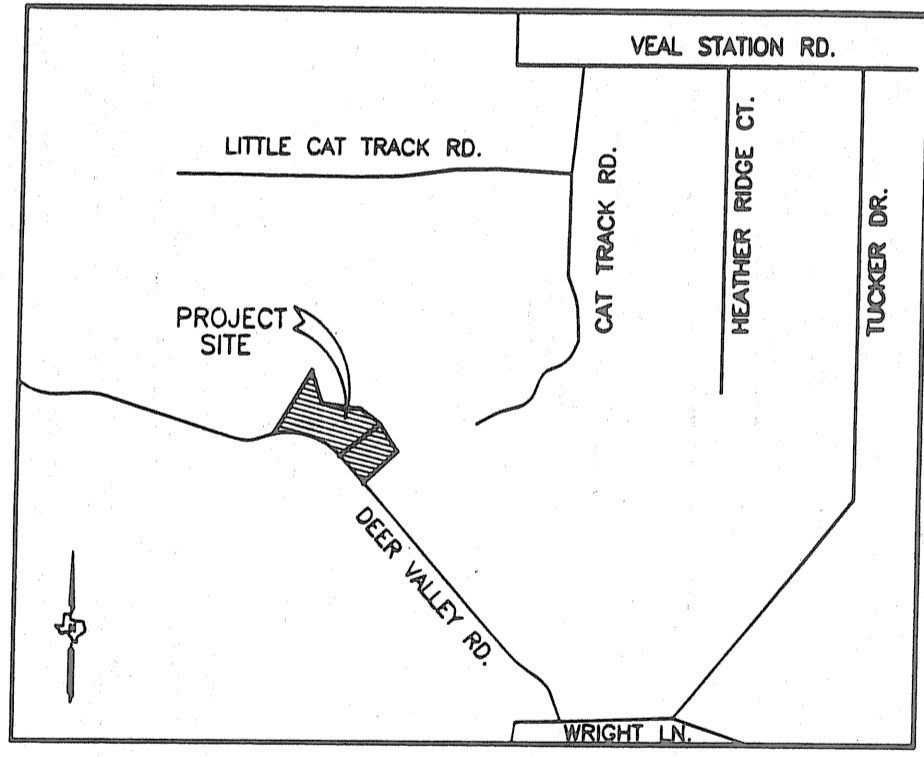 VEAL STATION RD.
LITTLE CAT TRACK RD.
CAT TRACK RD.
HEATHER RIDGE CT.
TUCKER DR.
PROJECT
SITE
DEER VALLEY RD.
WRIGHT LN.